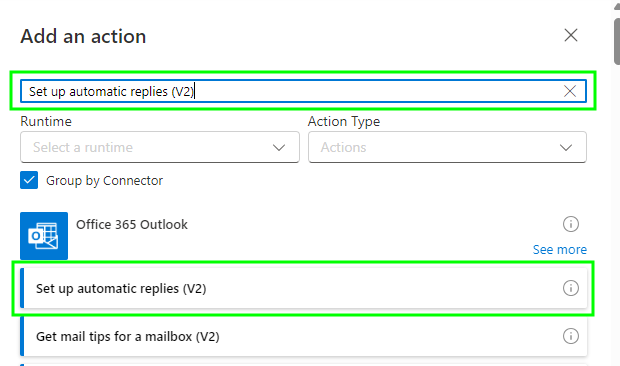 Add an action
Set up automatic replies (V2)
Runtime
Action Type
Select a runtime
Actions
Group by Connector
Office 365 Outlook
See more
Set up automatic replies (V2)
Get mail tips for a mailbox (V2)